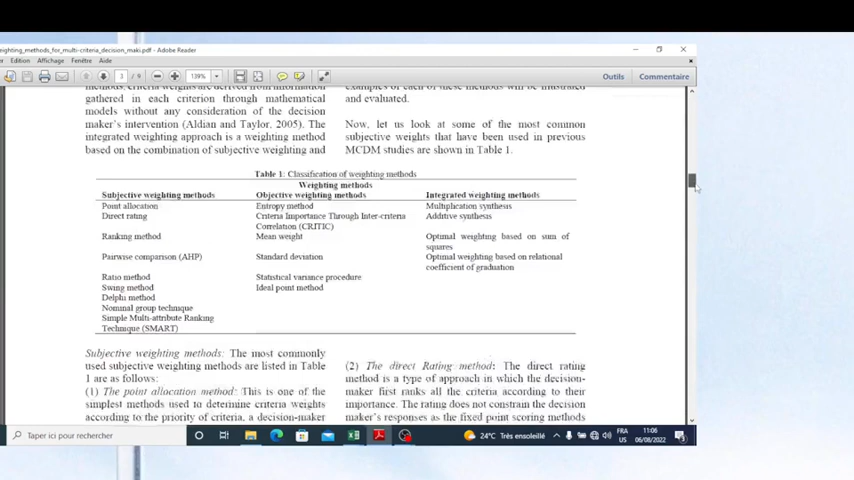 eighting_methods_for_multi-criteria_decision_maki.pdf - Adobe Reader
Edition Affichage Fenêtre Aide
3 / 9 139% Outils Commentaire
methods, criteria weights are derived from information
gathered in each criterion through mathematical
models without any consideration of the decision
maker's intervention (Aldian and Taylor, 2005). The
integrated weighting approach is a weighting method
based on the combination of subjective weighting and
examples of each of these methods will be illustrated
and evaluated.
Now, let us look at some of the most common
subjective weights that have been used in previous
MCDM studies are shown in Table 1.
Table 1: Classification of weighting methods
Weighting methods
Subjective weighting methods Objective weighting methods Integrated weighting methods
Point allocation Entropy method Multiplication synthesis
Direct rating Criteria Importance Through Inter-criteria Additive synthesis
Correlation (CRITIC)
Ranking method Mean weight Optimal weighting based on sum of
squares
Pairwise comparison (AHP) Standard deviation Optimal weighting based on relational
coefficient of graduation
Ratio method Statistical variance procedure
Swing method Ideal point method
Delphi method
Nominal group technique
Simple Multi-attribute Ranking
Technique (SMART)
Subjective weighting methods: The most commonly
used subjective weighting methods are listed in Table
1 are as follows:
(1) The point allocation method: This is one of the
simplest methods used to determine criteria weights
according to the priority of criteria, a decision-maker
(2) The direct Rating method: The direct rating
method is a type of approach in which the decision-
maker first ranks all the criteria according to their
importance. The rating does not constrain the decision
maker's responses as the fixed point scoring methods
Taper ici pour rechercher
24°C Très ensoleillé
FRA 11:06
US 06/08/2022